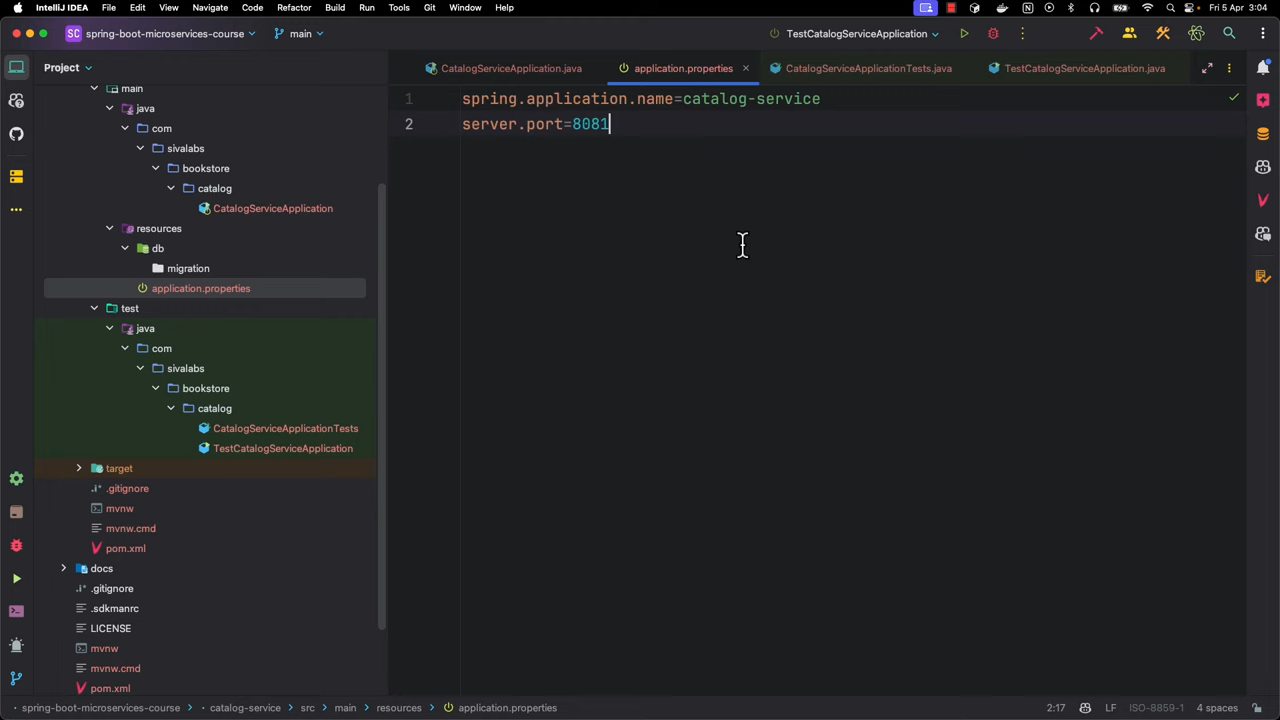 IntelliJ IDEA File Edit View Navigate Code Refactor Build Run Tools Git Window Help Fri 5 Apr 3:04
SC spring-boot-microservices-course main TestCatalogServiceApplication
Project
CatalogServiceApplication.java application.properties CatalogServiceApplicationTests.java TestCatalogServiceApplication.java
main
java
com
sivalabs
bookstore
catalog
CatalogServiceApplication
resources
db
migration
application.properties
test
java
com
sivalabs
bookstore
catalog
CatalogServiceApplicationTests
TestCatalogServiceApplication
target
.gitignore
mvnw
mvnw.cmd
pom.xml
docs
.gitignore
.sdkmanrc
LICENSE
mvnw
mvnw.cmd
pom.xml
1 spring.application.name=catalog-service
2 server.port=8081
spring-boot-microservices-course catalog-service src main resources application.properties 2:17 LF ISO-8859-1 4 spaces